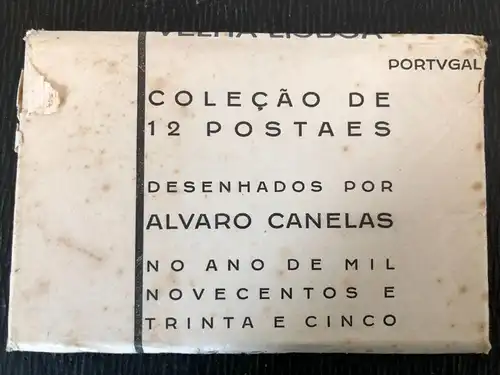 VELHA LISBOA
PORTVGAL
COLEÇÃO DE
12 POSTAES
DESENHADOS POR
ALVARO CANELAS
NO ANO DE MIL
NOVECENTOS E
TRINTA E CINCO